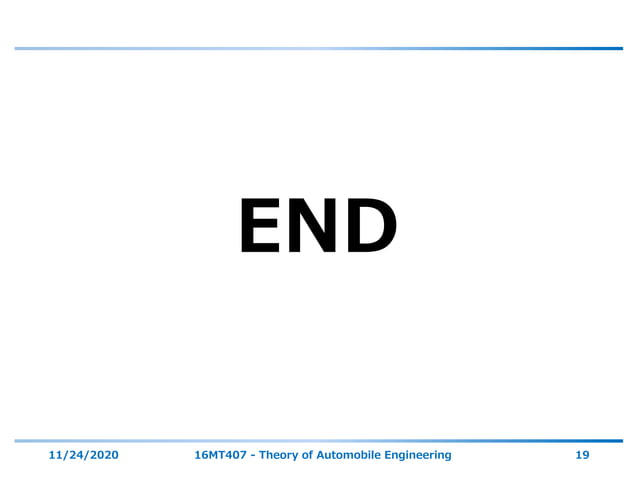 END
11/24/2020 16MT407 - Theory of Automobile Engineering 19